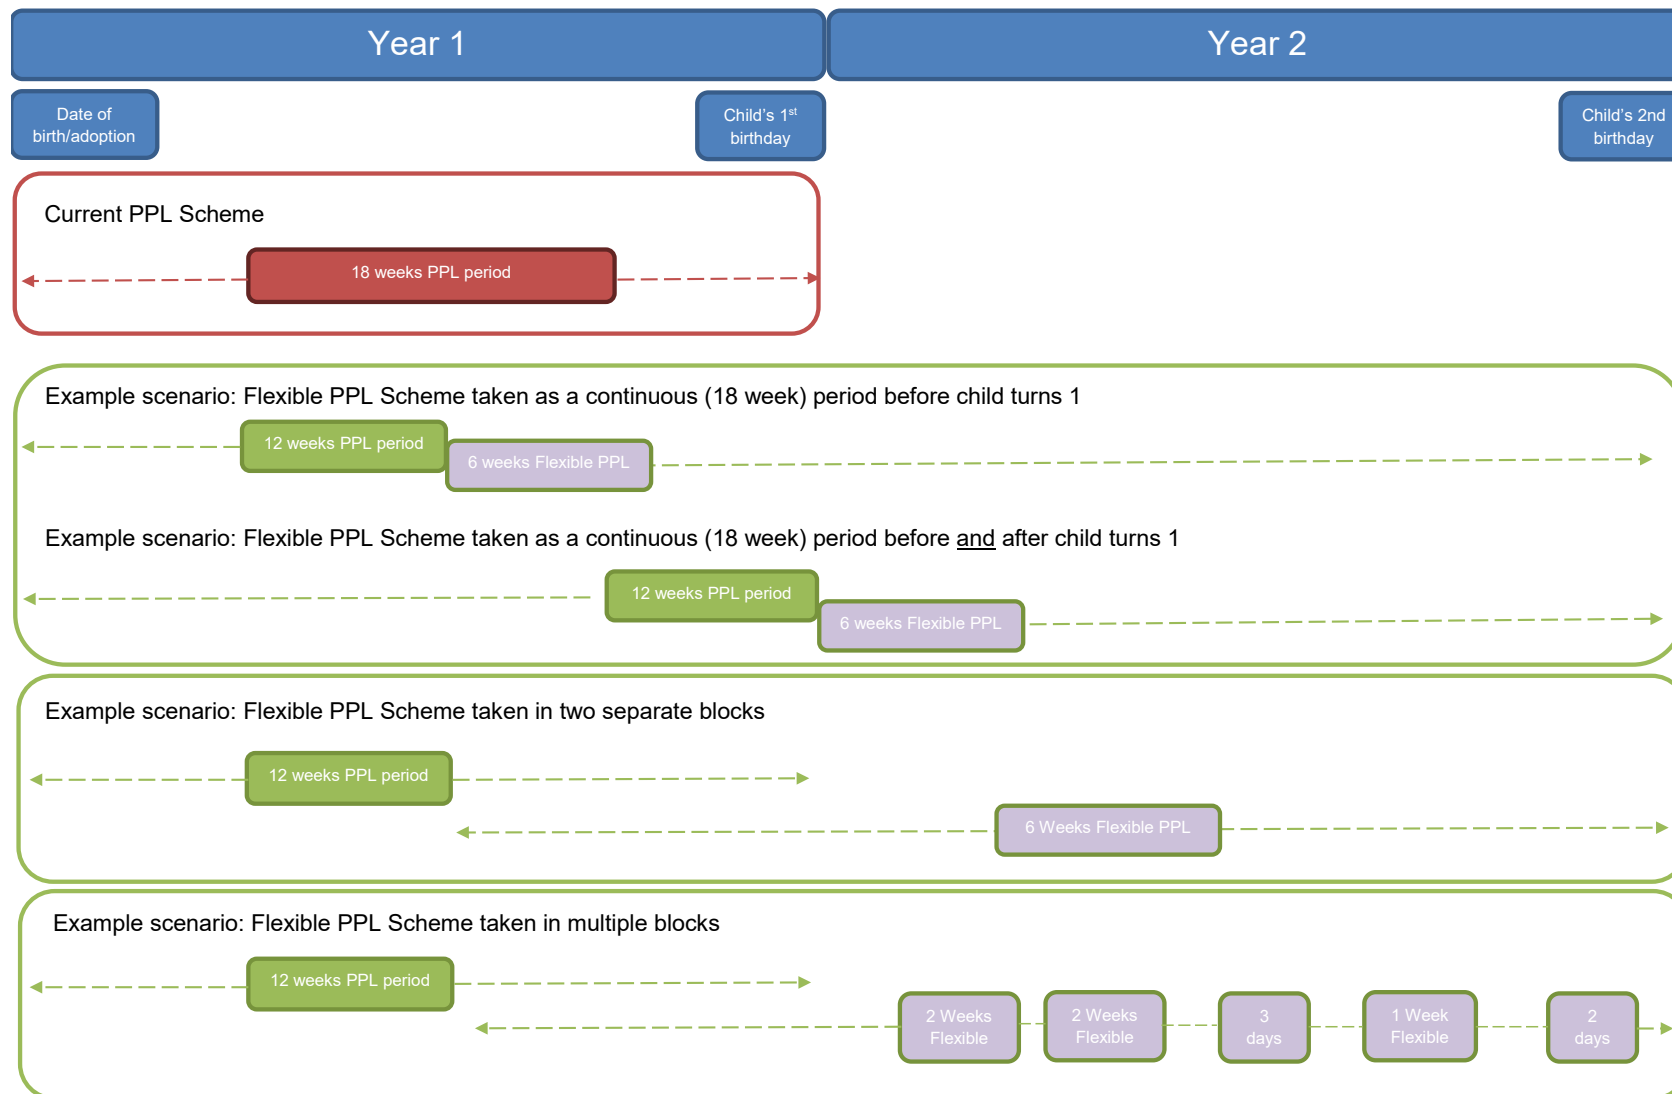 Year 1
Year 2
Date of
birth/adoption
Child's 1st
birthday
Child's 2nd
birthday
Current PPL Scheme
18 weeks PPL period
Example scenario: Flexible PPL Scheme taken as a continuous (18 week) period before child turns 1
12 weeks PPL period
6 weeks Flexible PPL
Example scenario: Flexible PPL Scheme taken as a continuous (18 week) period before and after child turns 1
12 weeks PPL period
6 weeks Flexible PPL
Example scenario: Flexible PPL Scheme taken in two separate blocks
12 weeks PPL period
6 Weeks Flexible PPL
Example scenario: Flexible PPL Scheme taken in multiple blocks
12 weeks PPL period
2 Weeks
Flexible
2 Weeks
Flexible
3
days
1 Week
Flexible
2
days